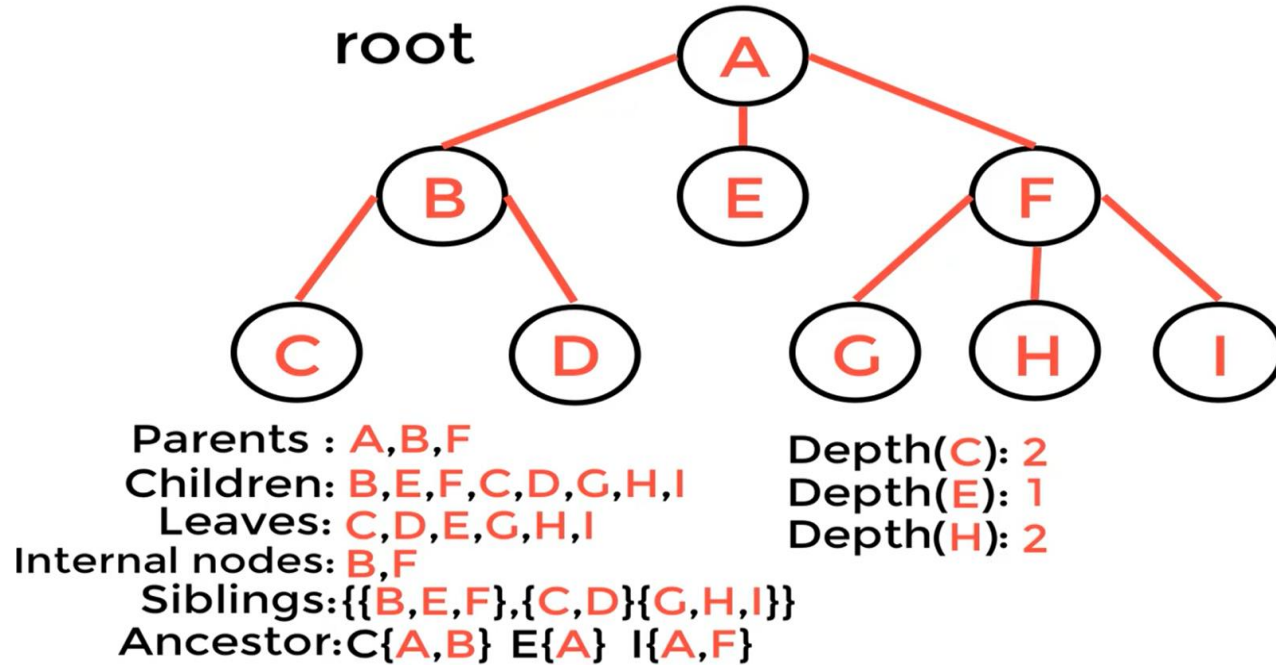 root
A
B
E
F
C
D
G
H
I
Parents : A,B,F
Children: B,E,F,C,D,G,H,I
Leaves: C,D,E,G,H,I
Internal nodes: B,F
Siblings:{{B,E,F},{C,D}{G,H,I}}
Ancestor:C{A,B} E{A} I{A,F}
Depth(C): 2
Depth(E): 1
Depth(H): 2